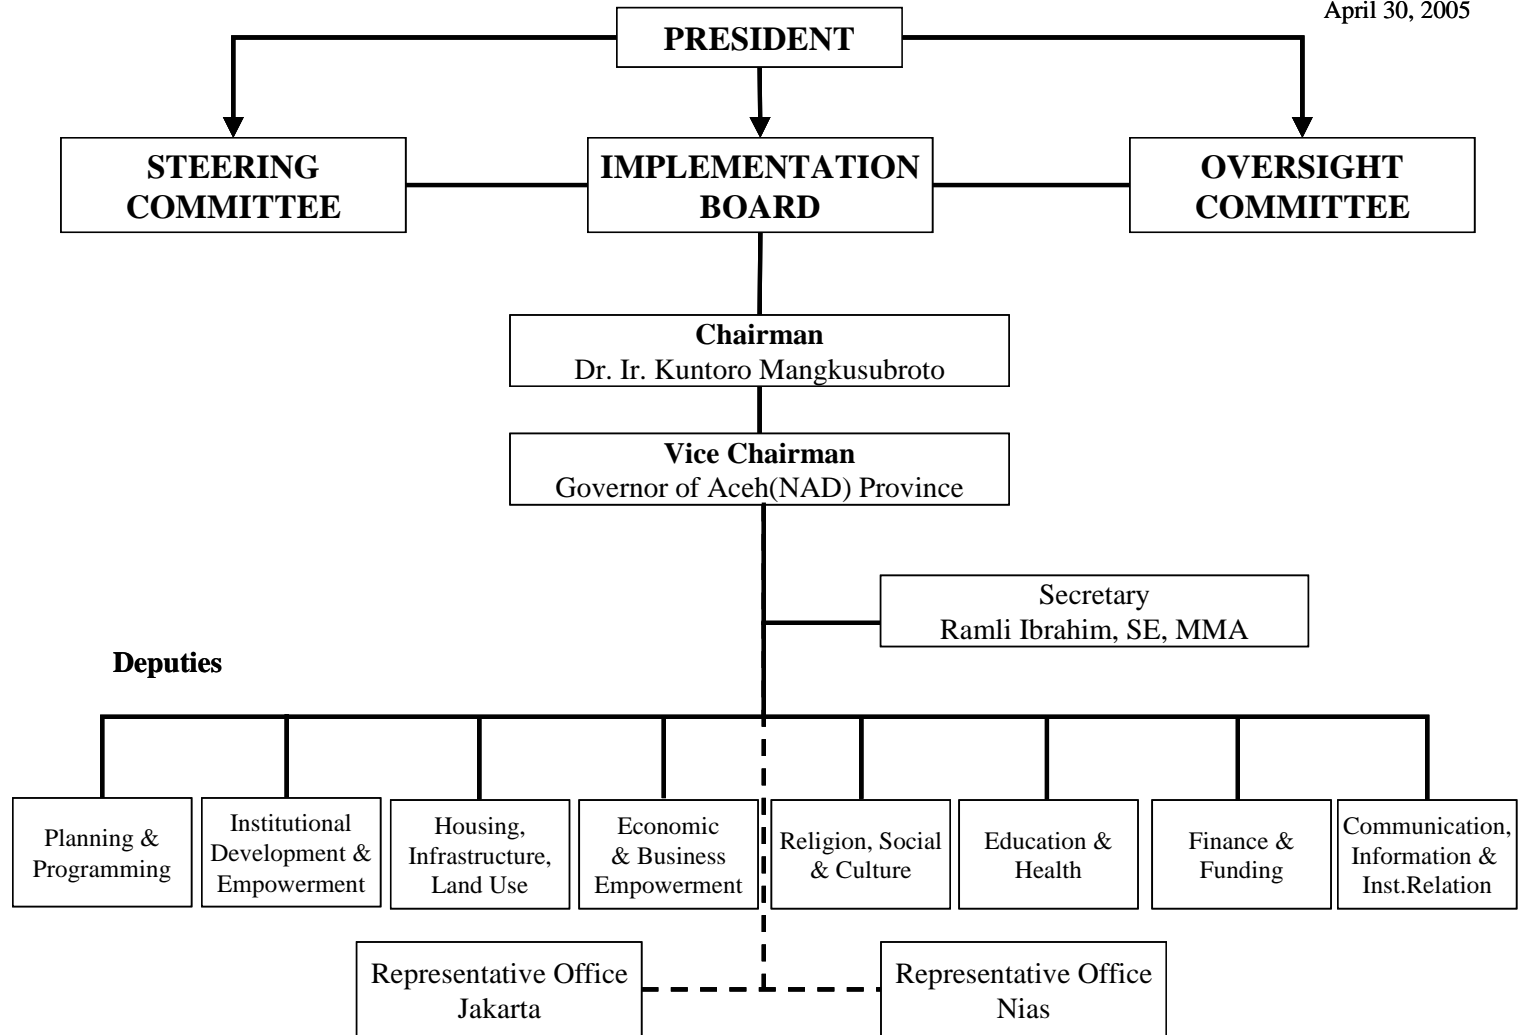 April 30, 2005
PRESIDENT
STEERING
COMMITTEE
IMPLEMENTATION
BOARD
OVERSIGHT
COMMITTEE
Chairman
Dr. Ir. Kuntoro Mangkusubroto
Vice Chairman
Governor of Aceh(NAD) Province
Secretary
Ramli Ibrahim, SE, MMA
Deputies
Planning &
Programming
Institutional
Development &
Empowerment
Housing,
Infrastructure,
Land Use
Economic
& Business
Empowerment
Religion, Social
& Culture
Education &
Health
Finance &
Funding
Communication,
Information &
Inst.Relation
Representative Office
Jakarta
Representative Office
Nias